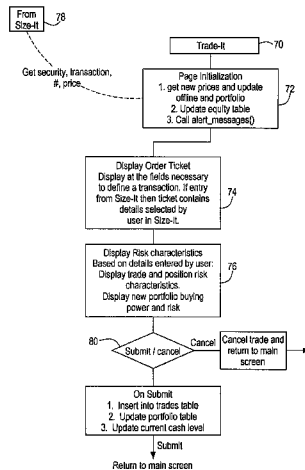 From
Size-It
78
Trade-It
70
Get security, transaction,
#, price
Page Initialization
1. get new prices and update
offline and portfolio
2. Update equity table
3. Call alert_messages()
72
Display Order Ticket
Display at the fields necessary
to define a transaction. If entry
from Size-It then ticket contains
details selected by
user in Size-It.
74
Display Risk characteristics
Based on details entered by user:
Display trade and position risk
characteristics.
Display new portfolio buying
power and risk
76
80
Submit / cancel
Cancel
Cancel trade and
return to main
screen
On Submit
1. Insert into trades table
2. Update portfolio table
3. Update current cash level
Submit
Return to main screen